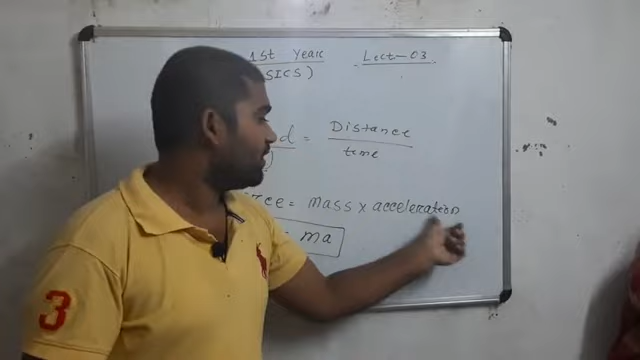 1st Year Lect-03
SICS)
d = Distance
time
rce = mass x acceleration
= ma
3